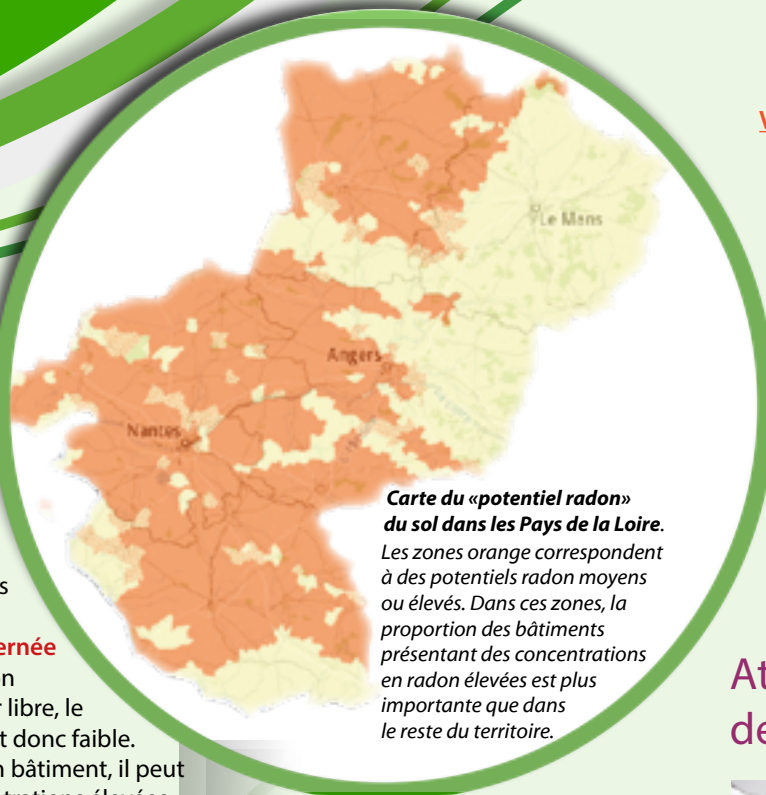 Le Mans
Angers
Nantes
Carte du «potentiel radon»
du sol dans les Pays de la Loire.
Les zones orange correspondent
à des potentiels radon moyens
ou élevés. Dans ces zones, la
proportion des bâtiments
présentant des concentrations
en radon élevées est plus
importante que dans
le reste du territoire.
s
ernée
on
r libre, le
t donc faible.
n bâtiment, il peut
trations élevées
At
de